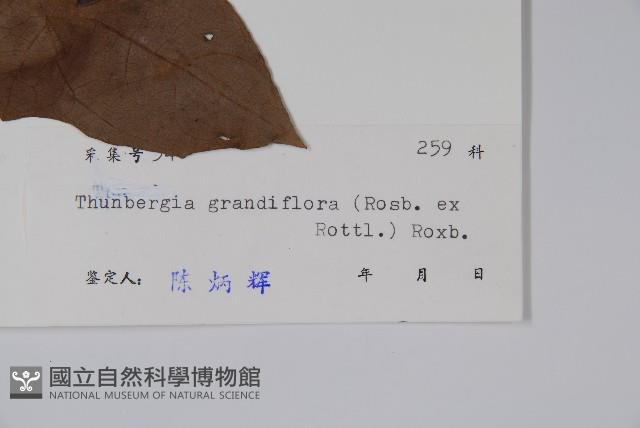 采集号 259 科
Thunbergia grandiflora (Rosb. ex
Rottl.) Roxb.
鉴定人: 陈炳辉 年 月 日
國立自然科學博物館
NATIONAL MUSEUM OF NATURAL SCIENCE